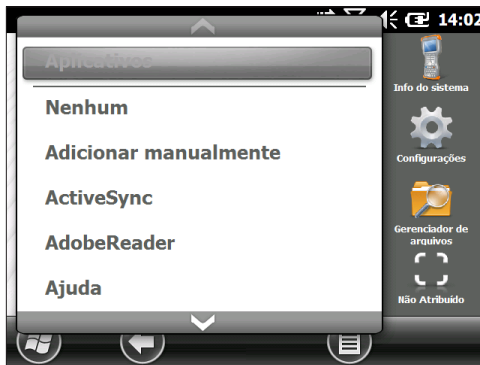 14:02
Aplicativos
Nenhum
Adicionar manualmente
ActiveSync
AdobeReader
Ajuda
Info do sistema
Configurações
Gerenciador de
arquivos
Não Atribuído